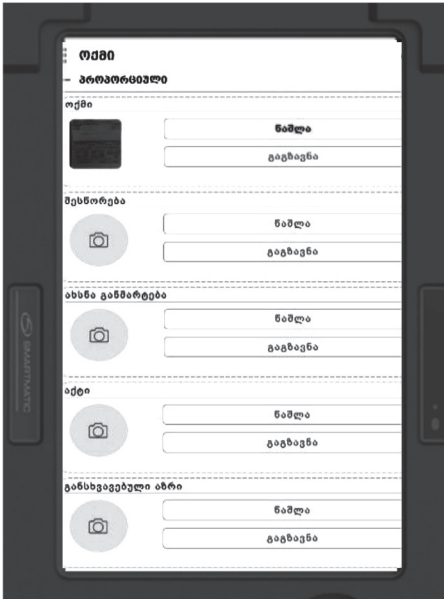 ოქმი
პროპორციული
ოქმი
წაშლა
გაგზავნა
შესწორება
წაშლა
გაგზავნა
ახსნა განმარტება
წაშლა
გაგზავნა
აქტი
წაშლა
გაგზავნა
განსხვავებული აზრი
წაშლა
გაგზავნა
SMARTMATIC